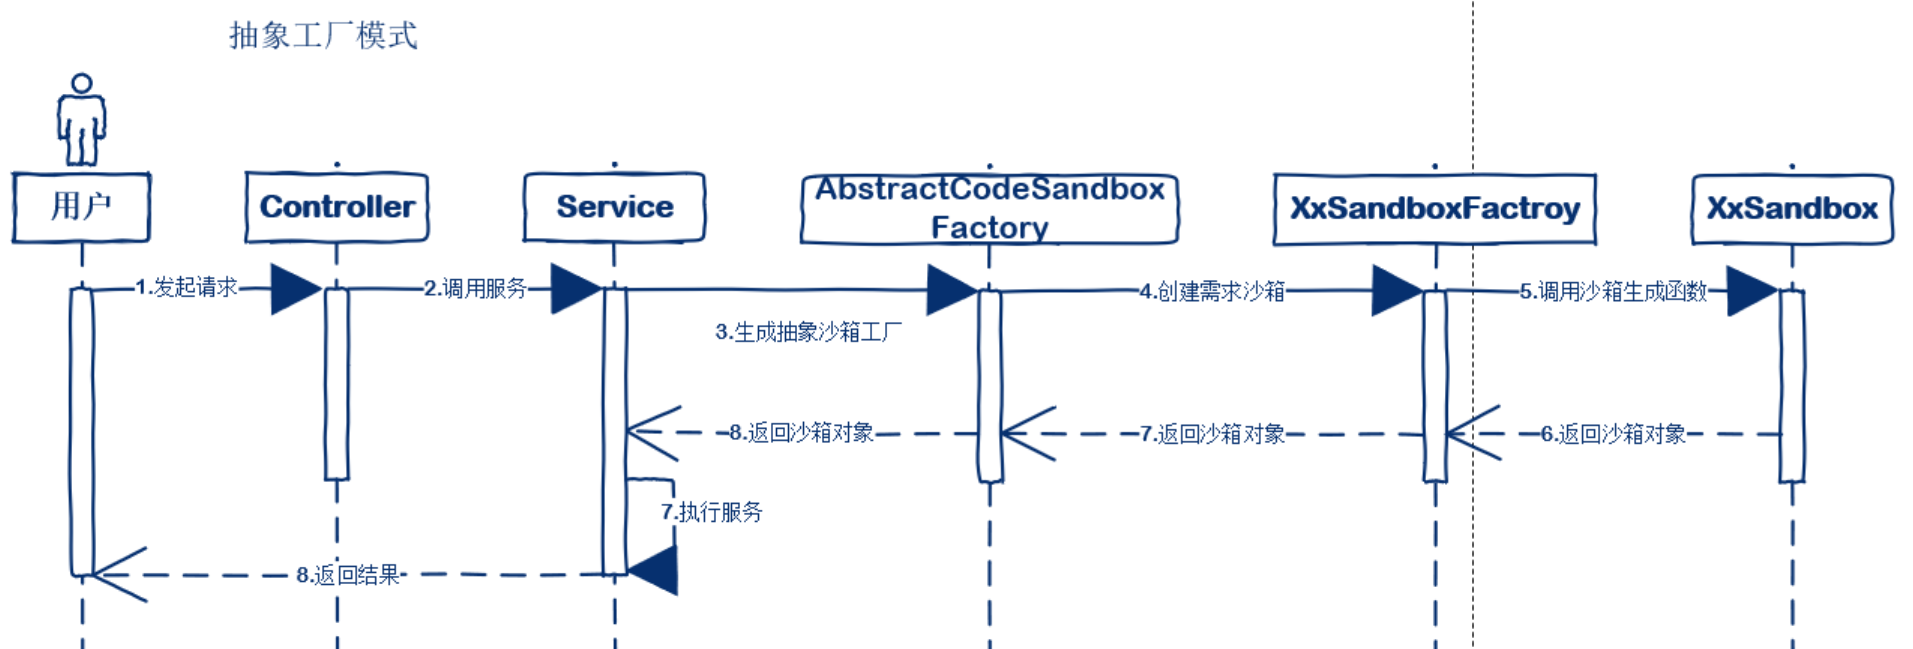 抽象工厂模式
用户
Controller
Service
AbstractCodeSandbox
Factory
XxSandboxFactroy
XxSandbox
1.发起请求
2.调用服务
3.生成抽象沙箱工厂
4.创建需求沙箱
5.调用沙箱生成函数
8.返回沙箱对象
7.返回沙箱对象
6.返回沙箱对象
7.执行服务
8.返回结果